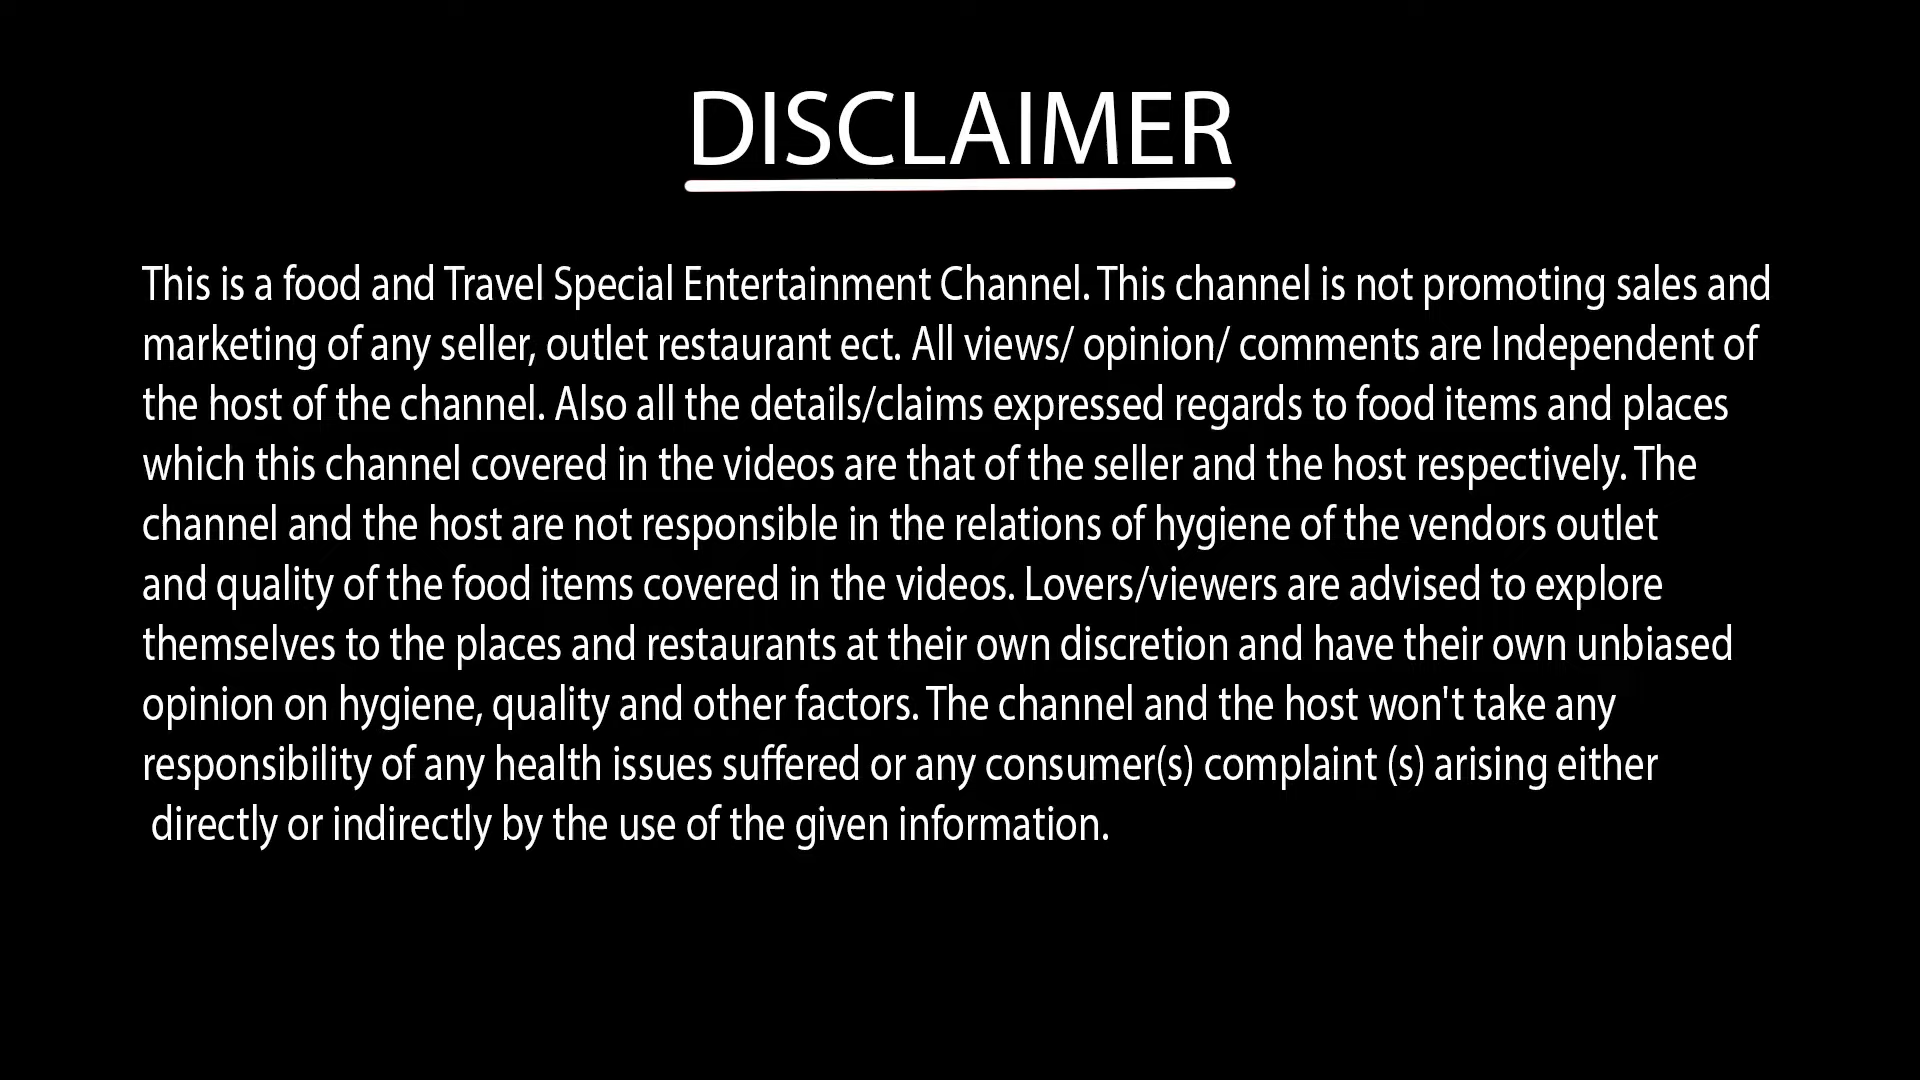 DISCLAIMER
This is a food and Travel Special Entertainment Channel. This channel is not promoting sales and
marketing of any seller, outlet restaurant ect. All views/ opinion/ comments are Independent of
the host of the channel. Also all the details/claims expressed regards to food items and places
which this channel covered in the videos are that of the seller and the host respectively. The
channel and the host are not responsible in the relations of hygiene of the vendors outlet
and quality of the food items covered in the videos. Lovers/viewers are advised to explore
themselves to the places and restaurants at their own discretion and have their own unbiased
opinion on hygiene, quality and other factors. The channel and the host won't take any
responsibility of any health issues suffered or any consumer(s) complaint (s) arising either
directly or indirectly by the use of the given information.